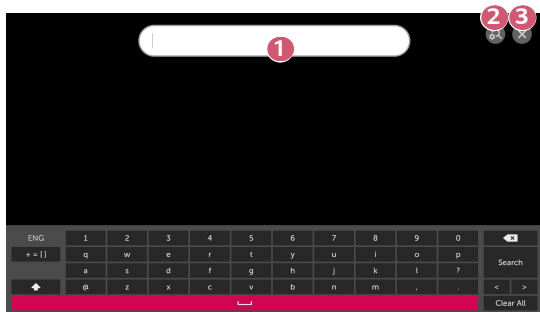 2 3
1
ENG 1 2 3 4 5 6 7 8 9 0
+ = [ ] q w e r t y u i o p
a s d f g h j k l ? Search
@ z x c v b n m , . < >
Clear All